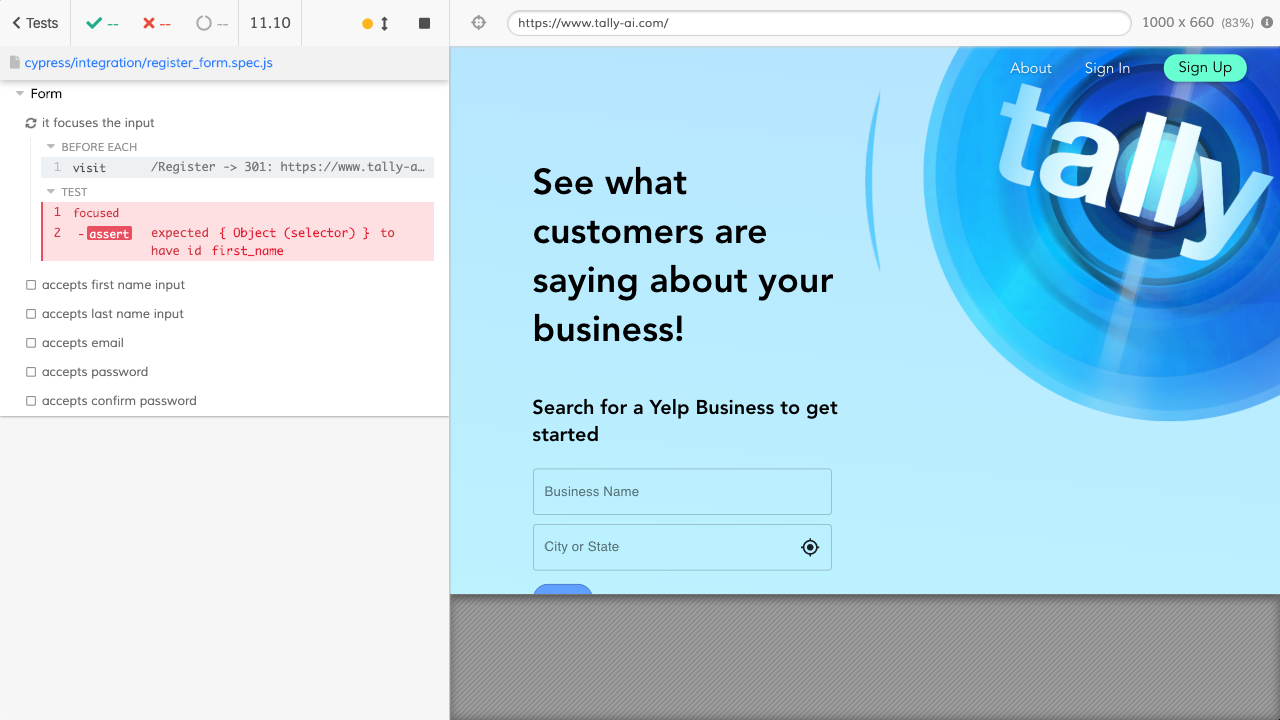 Tests
--
--
--
11.10
https://www.tally-ai.com/
1000 x 660 (83%)
cypress/integration/register_form.spec.js
Form
it focuses the input
BEFORE EACH
1 visit /Register -> 301: https://www.tally-a…
TEST
1 focused
2 -assert expected { Object (selector) } to
have id first_name
accepts first name input
accepts last name input
accepts email
accepts password
accepts confirm password
About
Sign In
Sign Up
tally
See what
customers are
saying about your
business!
Search for a Yelp Business to get
started
Business Name
City or State